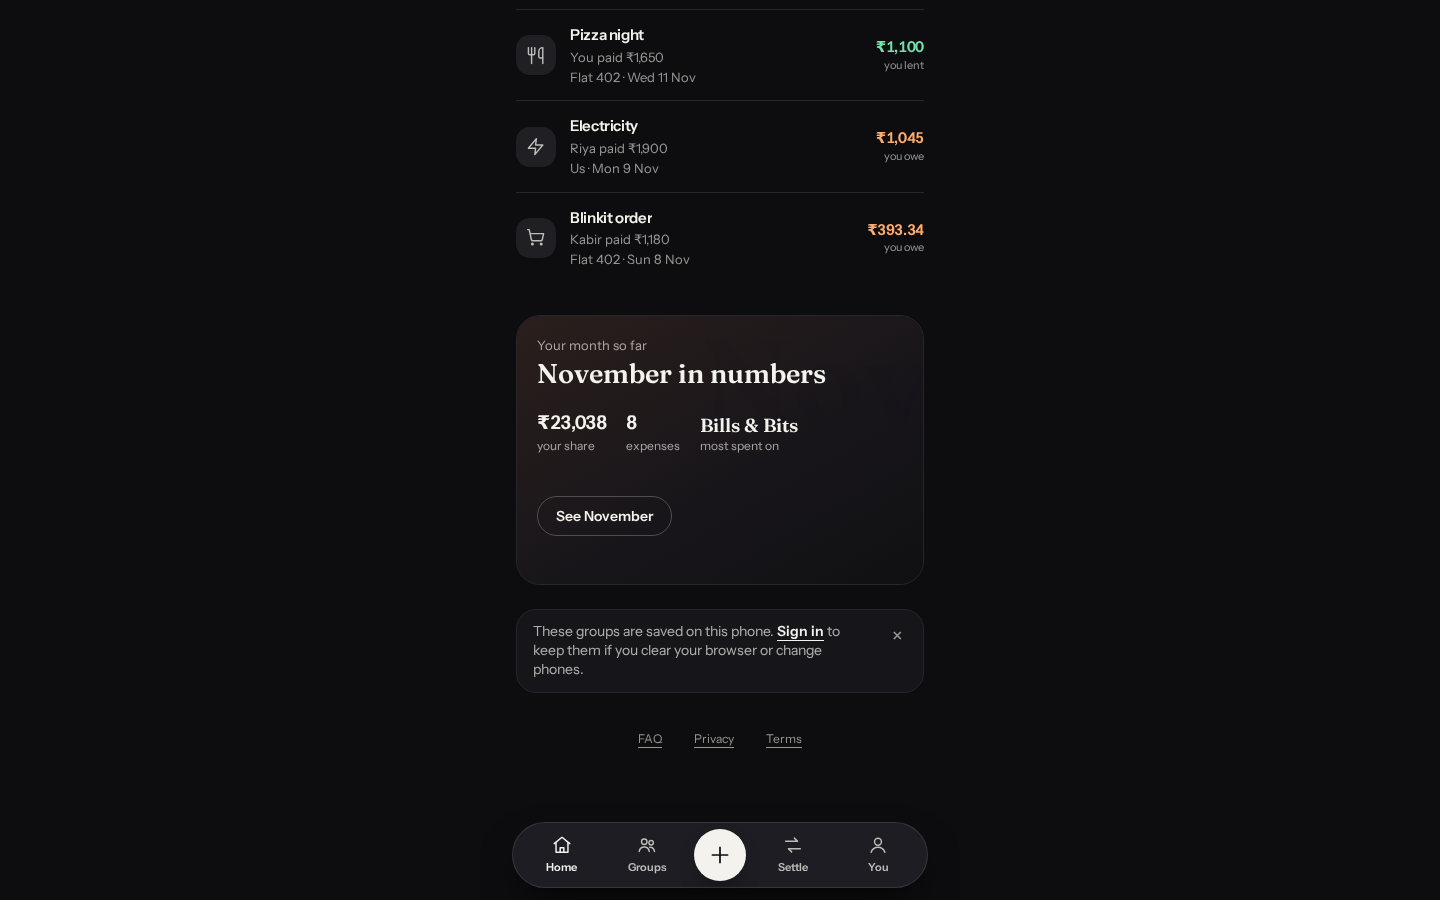 Pizza night
You paid ₹1,650
Flat 402 · Wed 11 Nov
₹1,100
you lent
Electricity
Riya paid ₹1,900
Us · Mon 9 Nov
₹1,045
you owe
Blinkit order
Kabir paid ₹1,180
Flat 402 · Sun 8 Nov
₹393.34
you owe
Your month so far
November in numbers
₹23,038
your share
8
expenses
Bills & Bits
most spent on
See November
These groups are saved on this phone. Sign in to
keep them if you clear your browser or change
phones.
FAQ
Privacy
Terms
Home
Groups
Settle
You